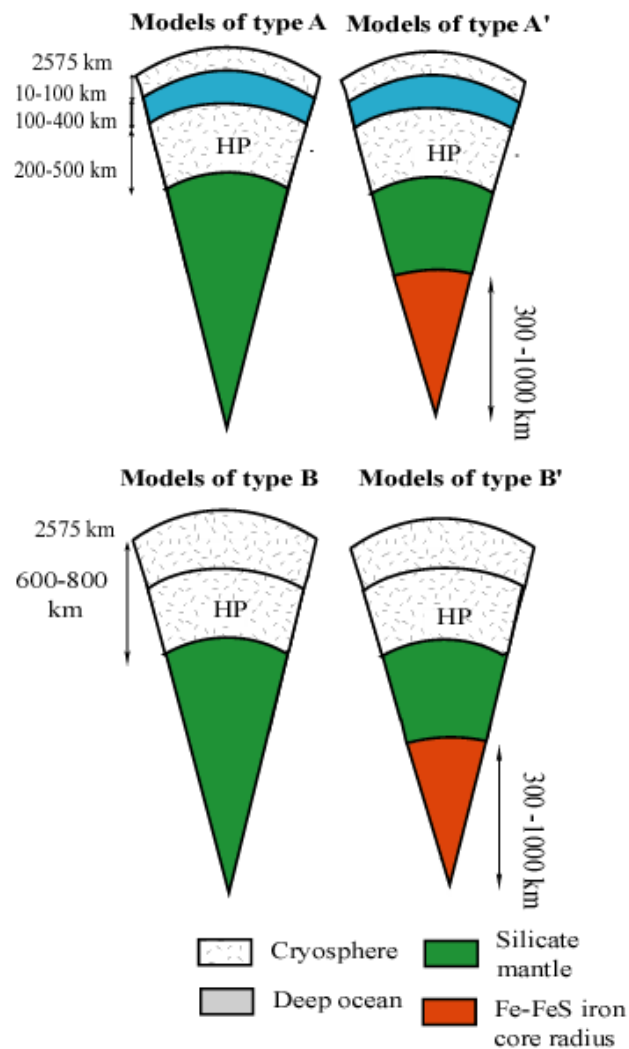 Models of type A
Models of type A'
2575 km
10-100 km
100-400 km
200-500 km
HP
HP
300 -1000 km
Models of type B
Models of type B'
2575 km
600-800
km
HP
HP
300 -1000 km
Cryosphere
Silicate
mantle
Deep ocean
Fe-FeS iron
core radius